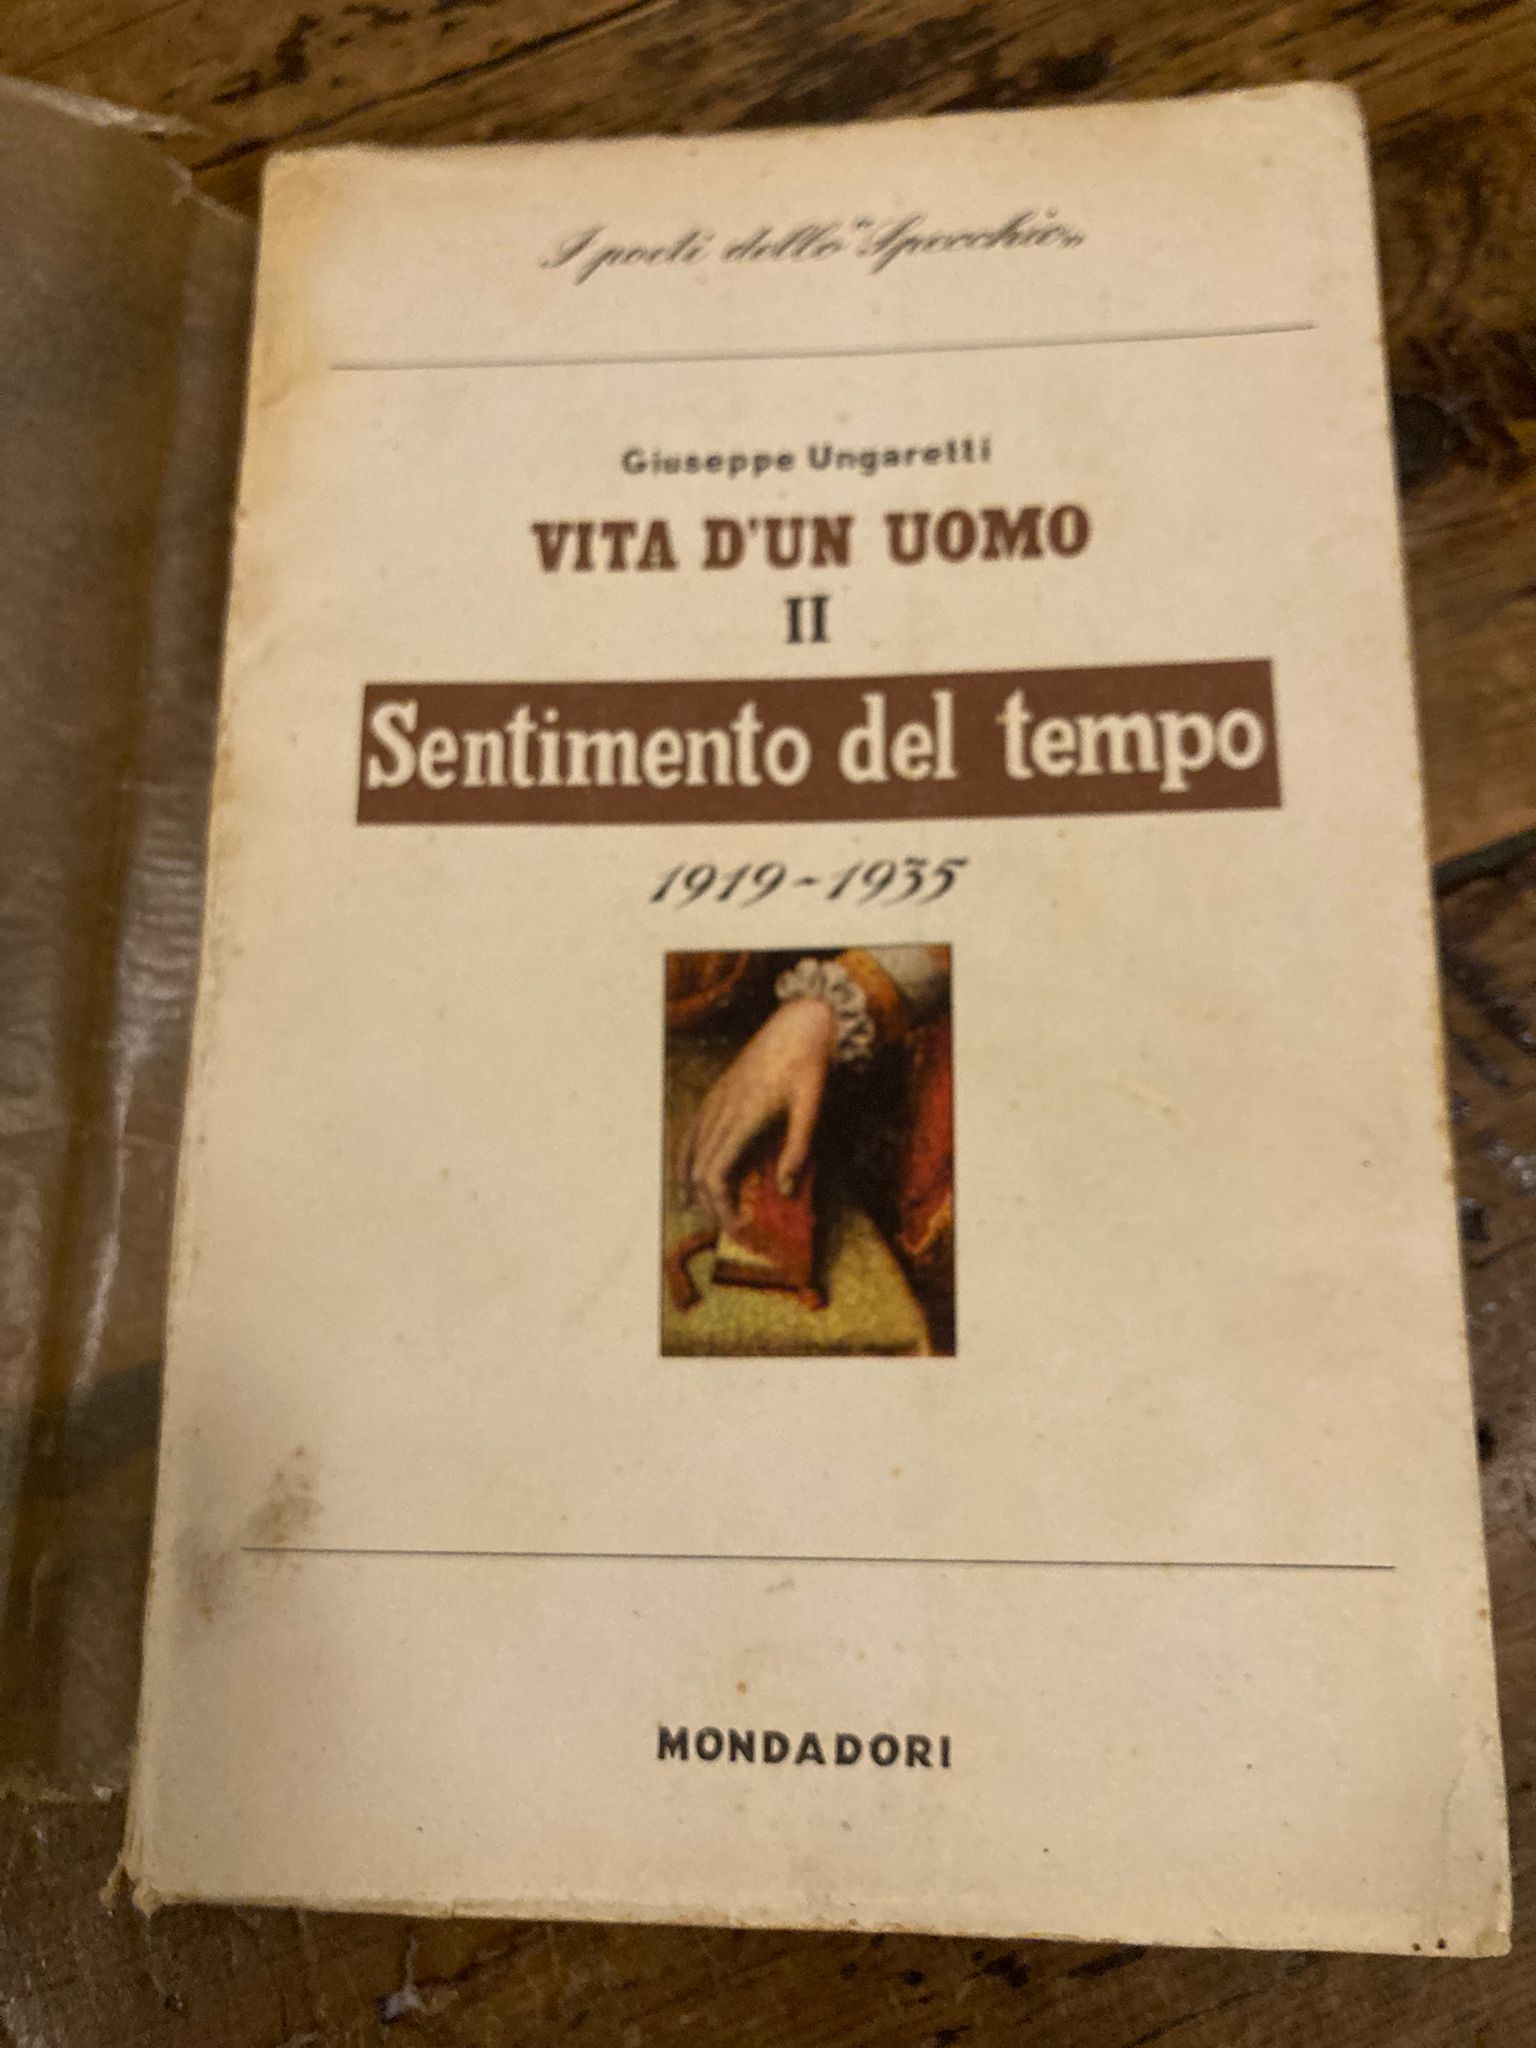 I poeti dello "Specchio„
Giuseppe Ungaretti
VITA D'UN UOMO
II
Sentimento del tempo
1919-1935
MONDADORI